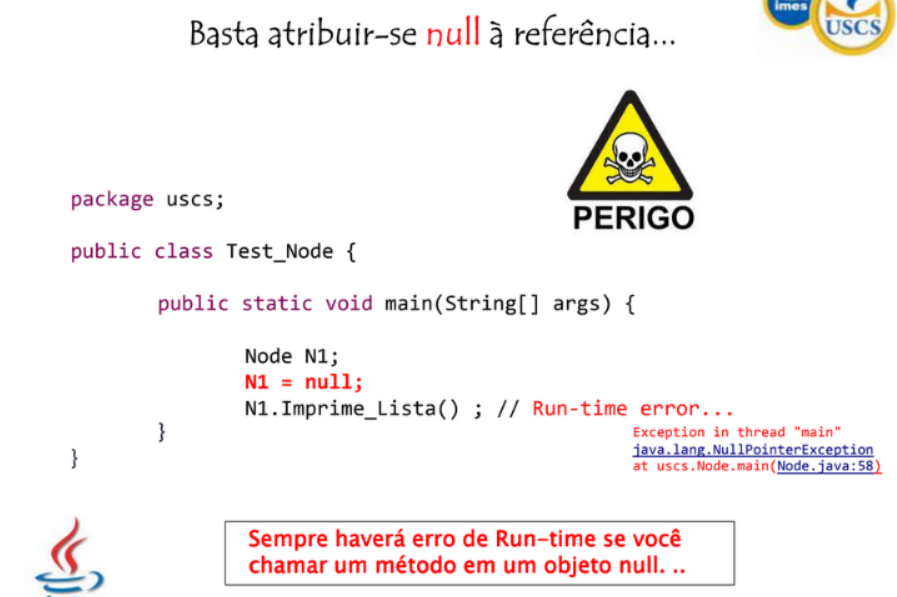 imes
USCS
Basta atribuir-se null à referência...
PERIGO
package uscs;
public class Test_Node {
public static void main(String[] args) {
Node N1;
N1 = null;
N1.Imprime_Lista() ; // Run-time error...
Exception in thread "main"
java.lang.NullPointerException
at uscs.Node.main(Node.java:58)
}
}
Sempre haverá erro de Run-time se você
chamar um método em um objeto null. ..